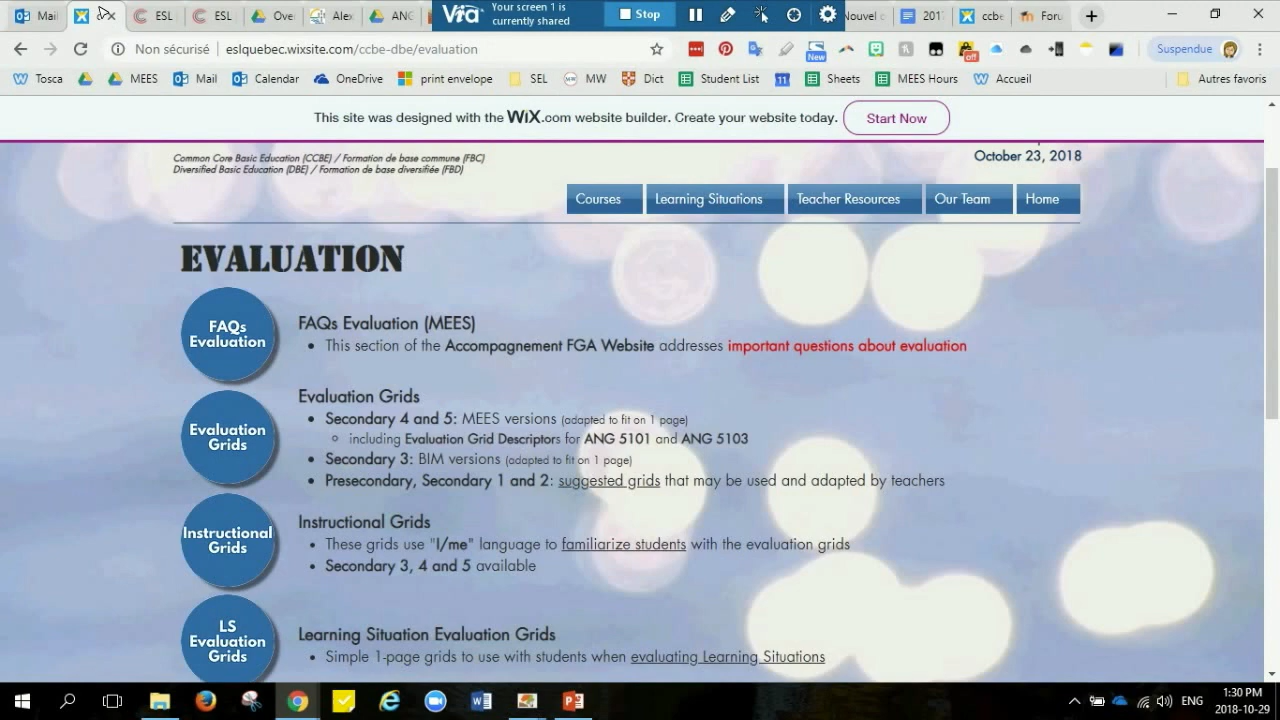 Mail
ESL
ESL
Ove
Alex
ANG
Via
Your screen 1 is
currently shared
Stop
Nouvel
2017
ccbe
Foru
Non sécurisé
eslquebec.wixsite.com/ccbe-dbe/evaluation
New
off
Suspendue
Tosca
MEES
Mail
Calendar
OneDrive
print envelope
SEL
MW
Dict
Student List
11
Sheets
MEES Hours
Accueil
Autres favoris
This site was designed with the WiX.com website builder. Create your website today.
Start Now
Common Core Basic Education (CCBE) / Formation de base commune (FBC)
Diversified Basic Education (DBE) / Formation de base diversifiée (FBD)
October 23, 2018
Courses
Learning Situations
Teacher Resources
Our Team
Home
EVALUATION
FAQs
Evaluation
FAQs Evaluation (MEES)
• This section of the Accompagnement FGA Website addresses important questions about evaluation
Evaluation
Grids
Evaluation Grids
• Secondary 4 and 5: MEES versions (adapted to fit on 1 page)
○ including Evaluation Grid Descriptors for ANG 5101 and ANG 5103
• Secondary 3: BIM versions (adapted to fit on 1 page)
• Presecondary, Secondary 1 and 2: suggested grids that may be used and adapted by teachers
Instructional
Grids
Instructional Grids
• These grids use "I/me" language to familiarize students with the evaluation grids
• Secondary 3, 4 and 5 available
LS
Evaluation
Grids
Learning Situation Evaluation Grids
• Simple 1-page grids to use with students when evaluating Learning Situations
ENG
1:30 PM
2018-10-29